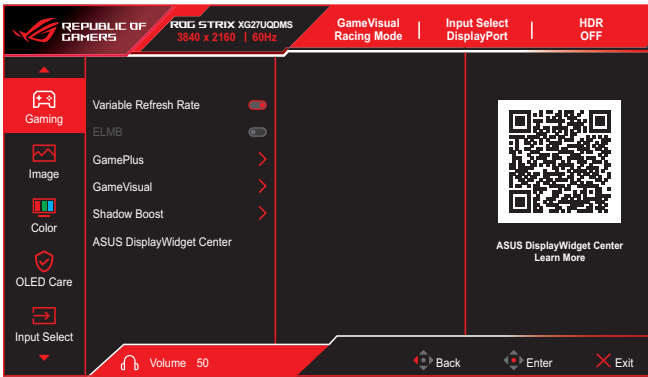 REPUBLIC OF
GAMERS
ROG STRIX XG27UQDMS
3840 x 2160 | 60Hz
GameVisual
Racing Mode
Input Select
DisplayPort
HDR
OFF
Gaming
Image
Color
OLED Care
Input Select
Variable Refresh Rate
ELMB
GamePlus
GameVisual
Shadow Boost
ASUS DisplayWidget Center
ASUS DisplayWidget Center
Learn More
Volume 50
Back
Enter
Exit